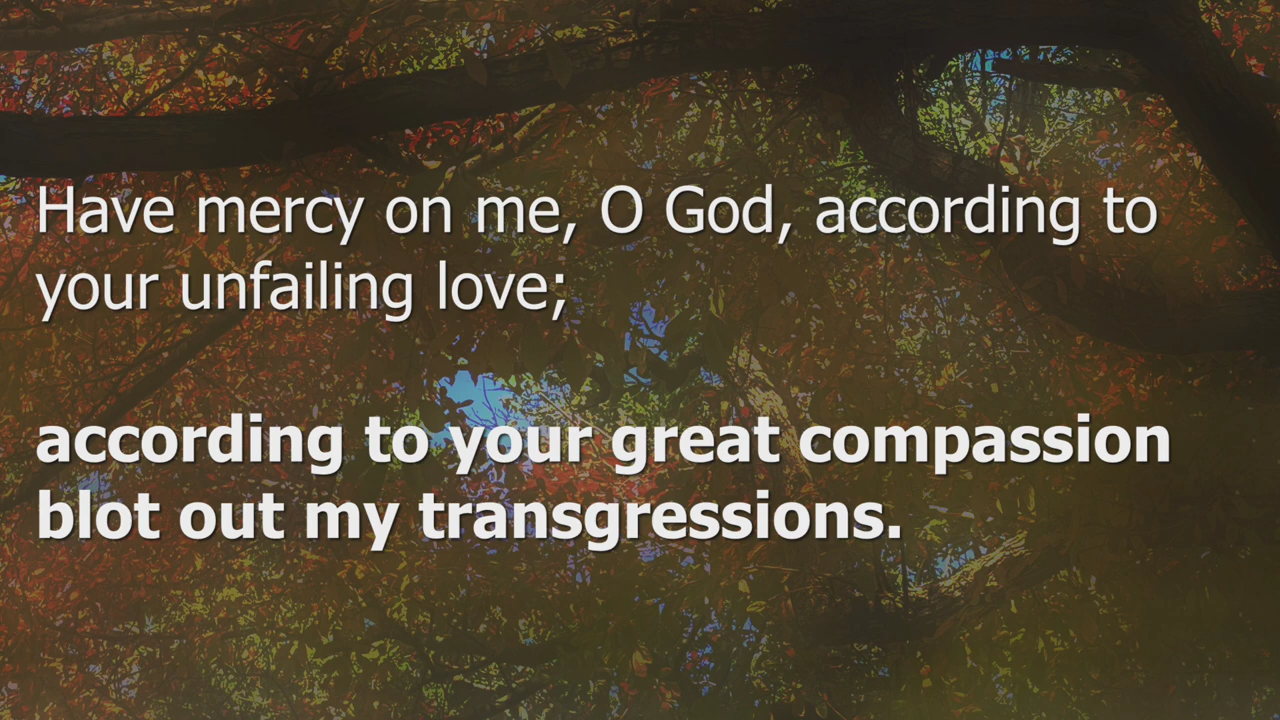 Have mercy on me, O God, according to
your unfailing love;
according to your great compassion
blot out my transgressions.